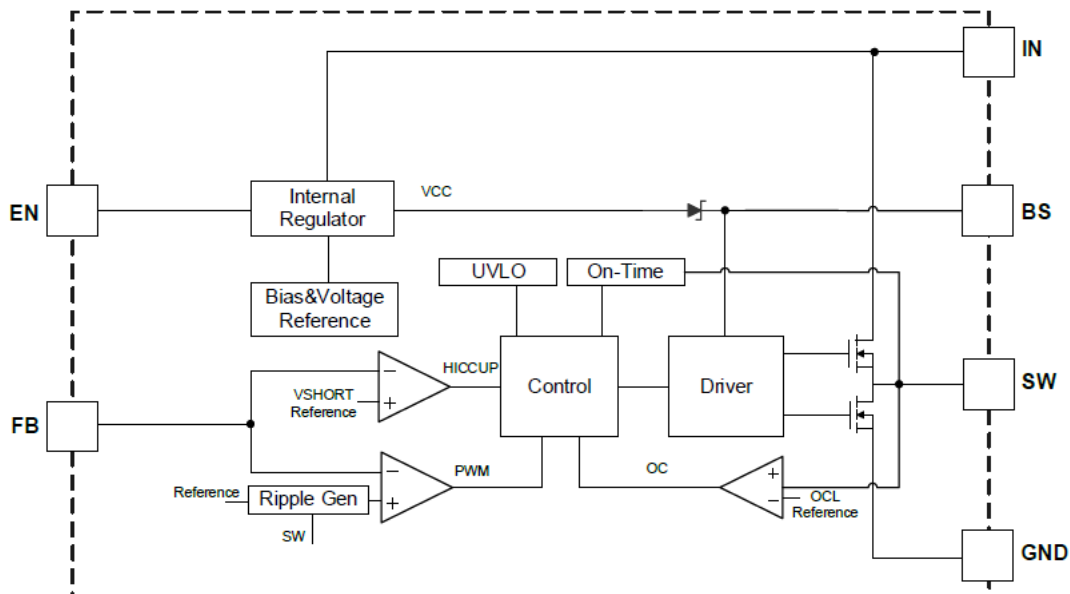 IN
EN
Internal
Regulator
VCC
BS
UVLO
On-Time
Bias&Voltage
Reference
HICCUP
VSHORT
Reference
Control
Driver
SW
FB
PWM
OC
Reference
Ripple Gen
OCL
Reference
SW
GND